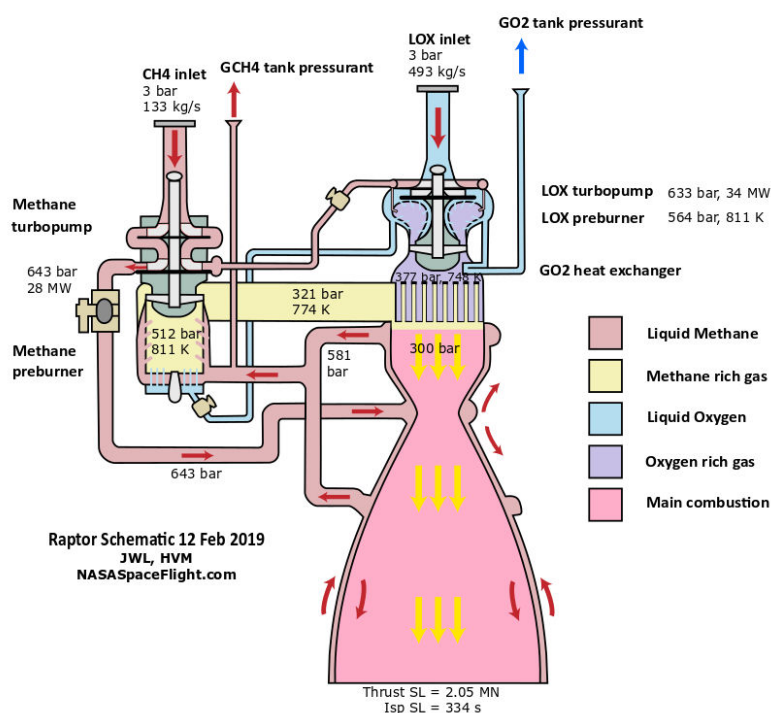 GO2 tank pressurant
LOX inlet
3 bar
493 kg/s
CH4 inlet
3 bar
133 kg/s
GCH4 tank pressurant
LOX turbopump
633 bar, 34 MW
LOX preburner
564 bar, 811 K
Methane
turbopump
643 bar
28 MW
GO2 heat exchanger
377 bar, 748 K
321 bar
774 K
512 bar
811 K
Methane
preburner
581
bar
300 bar
643 bar
Liquid Methane
Methane rich gas
Liquid Oxygen
Oxygen rich gas
Main combustion
Raptor Schematic 12 Feb 2019
JWL, HVM
NASASpaceFlight.com
Thrust SL = 2.05 MN
Isp SL = 334 s